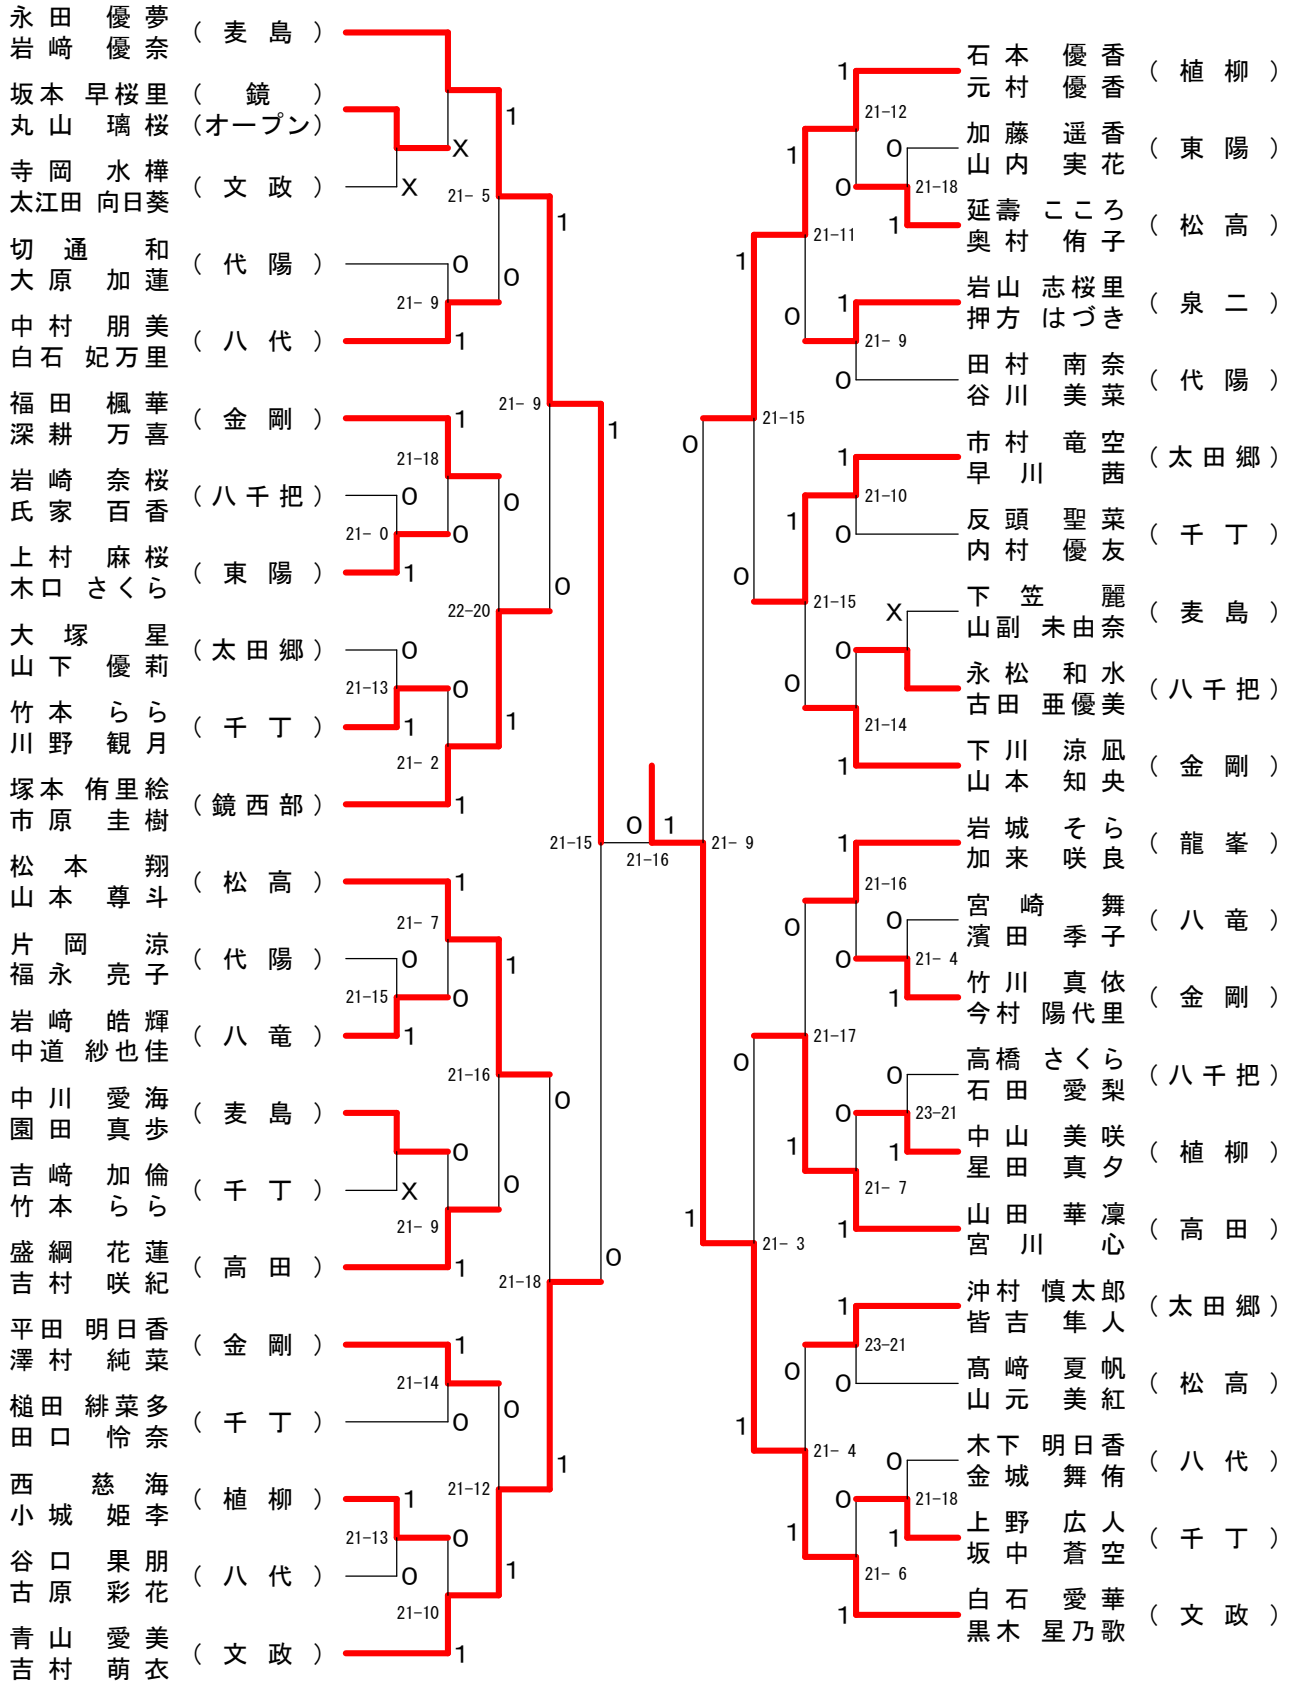 永田 優夢
岩﨑 優奈
( 麦島 )
坂本 早桜里
丸山 璃桜
( 鏡 )
(オープン)
寺岡 水樺
太江田 向日葵
( 文政 )
切通 和
大原 加蓮
( 代陽 )
中村 朋美
白石 妃万里
( 八代 )
福田 楓華
深耕 万喜
( 金剛 )
岩崎 奈桜
氏家 百香
( 八千把 )
上村 麻桜
木口 さくら
( 東陽 )
大塚 星
山下 優莉
( 太田郷 )
竹本 らら
川野 観月
( 千丁 )
塚本 侑里絵
市原 圭樹
( 鏡西部 )
松本 翔
山本 尊斗
( 松高 )
片岡 涼
福永 亮子
( 代陽 )
岩﨑 皓輝
中道 紗也佳
( 八竜 )
中川 愛海
園田 真歩
( 麦島 )
吉﨑 加倫
竹本 らら
( 千丁 )
盛綱 花蓮
吉村 咲紀
( 高田 )
平田 明日香
澤村 純菜
( 金剛 )
槌田 緋菜多
田口 怜奈
( 千丁 )
西 慈海
小城 姫李
( 植柳 )
谷口 果朋
古原 彩花
( 八代 )
青山 愛美
吉村 萌衣
( 文政 )
1
X
X
21- 5
1
0
0
21- 9
1
1
21- 9
1
21-18
0
0
21- 0
0
1
22-20
0
0
21-13
0
1
1
21- 2
1
21-15
1
21- 7
1
0
21-15
0
1
21-16
0
0
X
0
21- 9
1
21-18
0
1
21-14
0
0
21-12
1
1
21-13
0
0
1
21-10
1
0
1
21-16
石本 優香
元村 優香
( 植柳 )
加藤 遥香
山内 実花
( 東陽 )
延壽 こころ
奥村 侑子
( 松高 )
岩山 志桜里
押方 はづき
( 泉二 )
田村 南奈
谷川 美菜
( 代陽 )
市村 竜空
早川 茜
( 太田郷 )
反頭 聖菜
内村 優友
( 千丁 )
下笠 麗
山副 未由奈
( 麦島 )
永松 和水
古田 亜優美
( 八千把 )
下川 涼凪
山本 知央
( 金剛 )
岩城 そら
加来 咲良
( 龍峯 )
宮崎 舞
濱田 季子
( 八竜 )
竹川 真依
今村 陽代里
( 金剛 )
高橋 さくら
石田 愛梨
( 八千把 )
中山 美咲
星田 真夕
( 植柳 )
山田 華凜
宮川 心
( 高田 )
沖村 慎太郎
皆吉 隼人
( 太田郷 )
髙﨑 夏帆
山元 美紅
( 松高 )
木下 明日香
金城 舞侑
( 八代 )
上野 広人
坂中 蒼空
( 千丁 )
白石 愛華
黒木 星乃歌
( 文政 )
1
21-12
1
0
0
21-18
1
21-11
1
0
1
21- 9
0
21-15
0
1
21-10
1
0
0
21-15
X
0
0
21-14
1
21- 9
1
21-16
0
0
0
21- 4
1
21-17
0
0
0
23-21
1
1
21- 7
1
1
21- 3
1
23-21
0
0
1
21- 4
0
0
21-18
1
1
21- 6
1